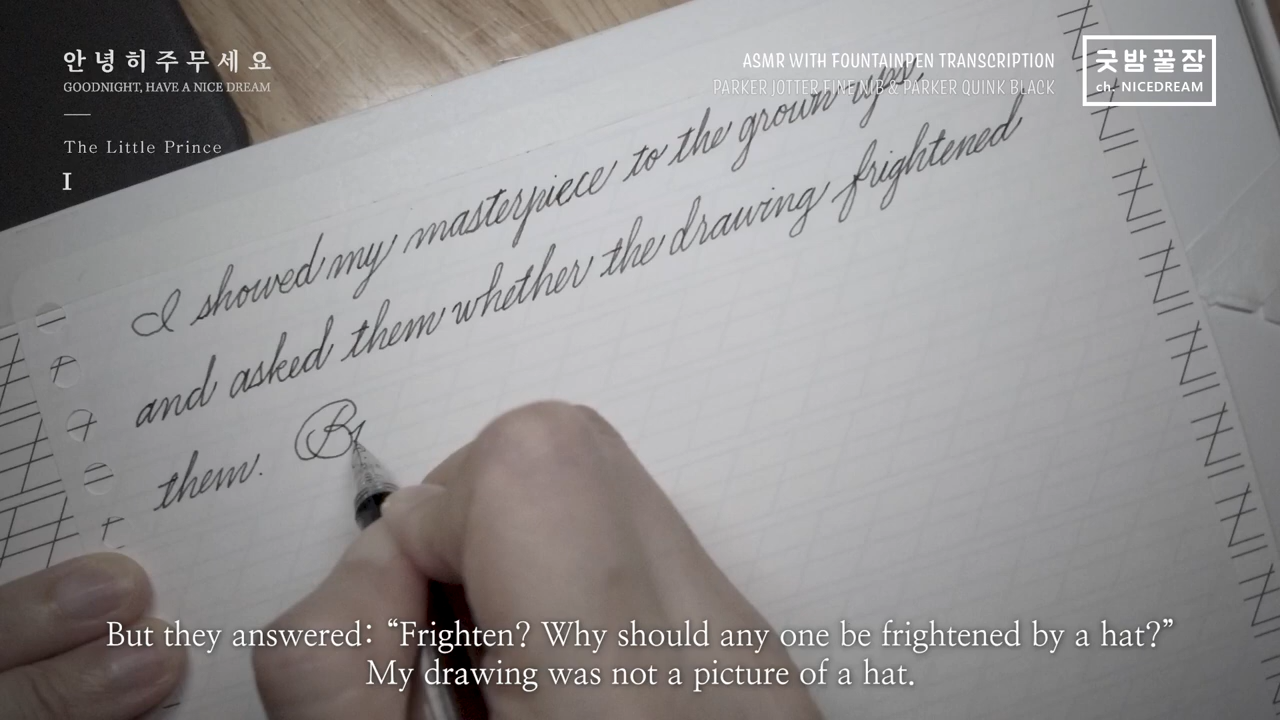 안녕히주무세요
GOODNIGHT, HAVE A NICE DREAM
The Little Prince
I
ASMR WITH FOUNTAINPEN TRANSCRIPTION
PARKER JOTTER FINE NIB & PARKER QUINK BLACK
굿밤꿀잠
ch. NICEDREAM
I showed my masterpiece to the grown-ups,
and asked them whether the drawing frightened
them. Bu
But they answered: “Frighten? Why should any one be frightened by a hat?”
My drawing was not a picture of a hat.